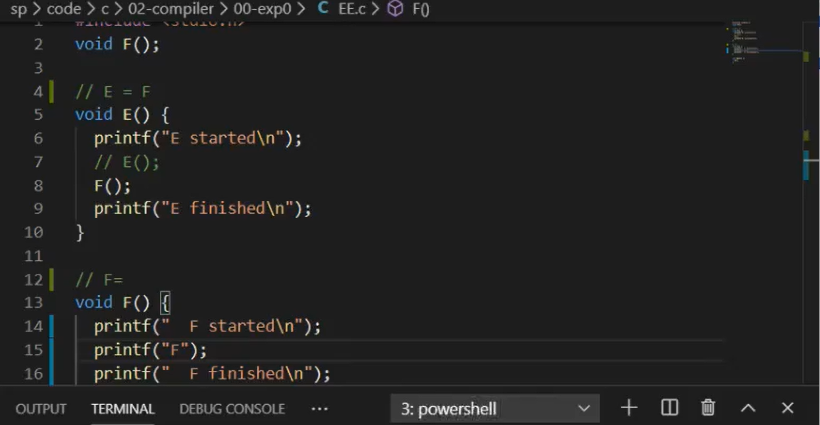 sp > code > c > 02-compiler > 00-exp0 > C EE.c > F()
1 #include <stdio.h>
2 void F();
3
4 // E = F
5 void E() {
6 printf("E started\n");
7 // E();
8 F();
9 printf("E finished\n");
10 }
11
12 // F=
13 void F() {
14 printf("  F started\n");
15 printf("F");
16 printf("  F finished\n");
OUTPUT TERMINAL DEBUG CONSOLE ··· 3: powershell